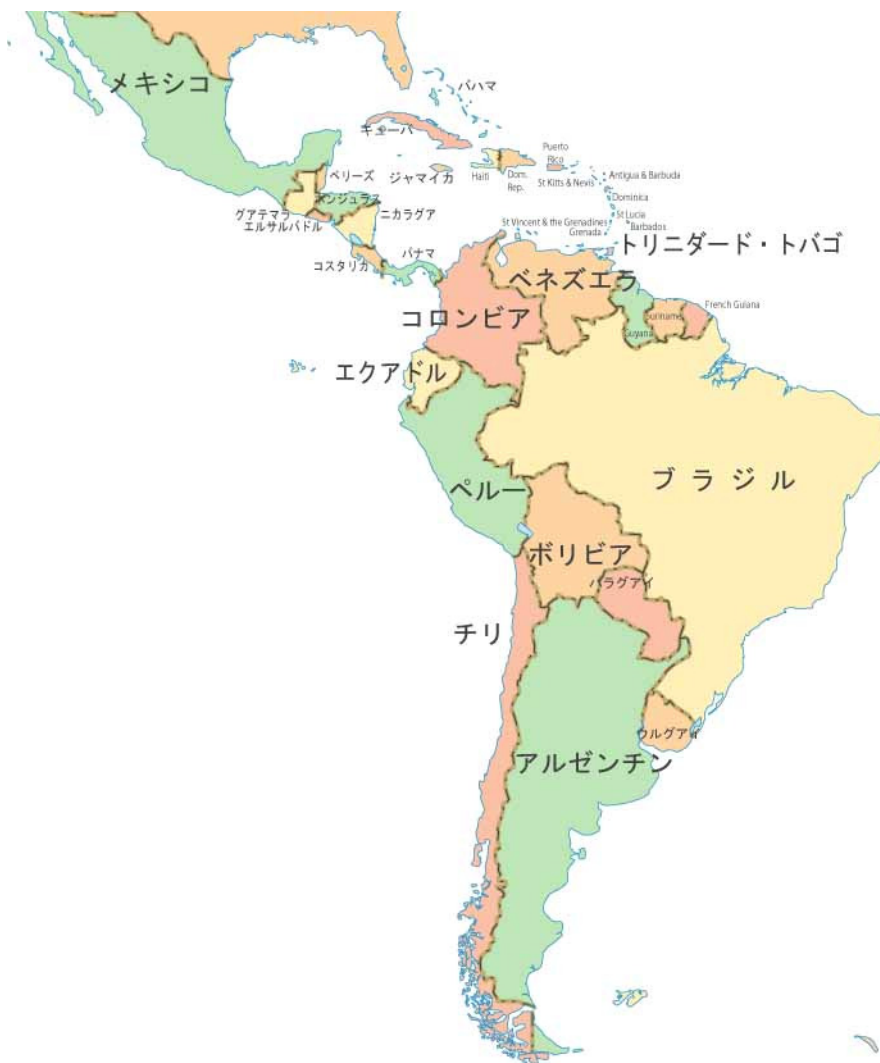 メキシコ
バハマ
キューバ
Puerto
Rico
ベリーズ
ジャマイカ
Haiti
Dom.
Rep.
St Kitts & Nevis
Antigua & Barbuda
Dominica
ホンジュラス
グアテマラ
エルサルバドル
ニカラグア
St Lucia
Barbados
St Vincent & the Grenadines
Grenada
トリニダード・トバゴ
コスタリカ
パナマ
ベネズエラ
コロンビア
Guyana
Suriname
French Guiana
エクアドル
ペルー
ブラジル
ボリビア
パラグアイ
チリ
ウルグアイ
アルゼンチン